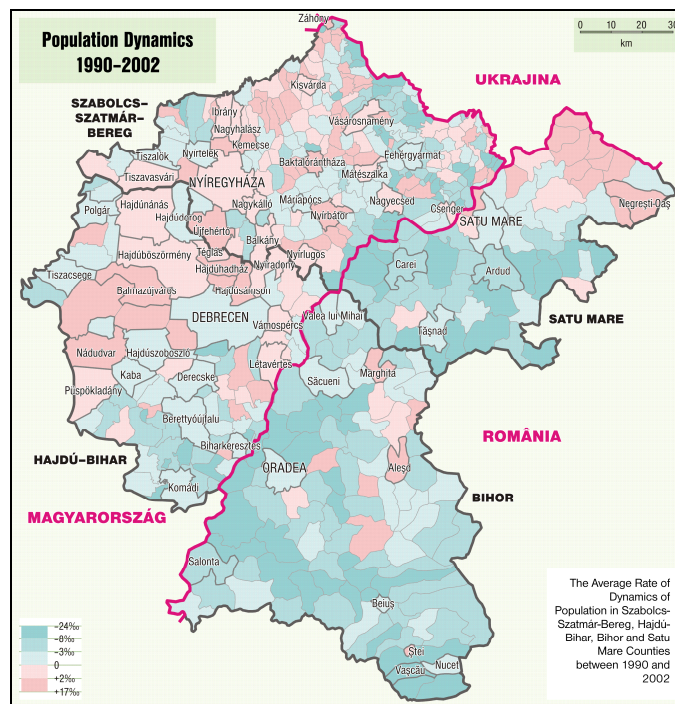 Population Dynamics
1990–2002
0 10 20 30
km
Záhony
UKRAJINA
SZABOLCS–
SZATMÁR–
BEREG
Kisvárda
Ibrány
Vásárosnamény
Nagyhalász
Kemecse
Tiszalök
Nyírtelek
Baktalórántháza
Fehérgyarmat
Tiszavasvári
NYÍREGYHÁZA
Mátészalka
Polgár
Hajdúnánás
Nagykálló
Máriapócs
Nagyecsed
Negrești-Oaș
Hajdúdorog
Nyírbátor
Csenger
Újfehértó
SATU MARE
Balkány
Hajdúböszörmény
Téglás
Nyírlugos
Tiszacsege
Hajdúhadház
Nyíradony
Carei
Ardud
Balmazújváros
Hajdúsámson
DEBRECEN
Valea lui Mihai
SATU MARE
Vámospércs
Tășnad
Nádudvar
Hajdúszoboszló
Létavértes
Kaba
Derecske
Marghita
Püspökladány
Săcueni
Berettyóújfalu
ROMÂNIA
Biharkeresztes
HAJDÚ–BIHAR
ORADEA
Aleșd
Komádi
BIHOR
MAGYARORSZÁG
Salonta
The Average Rate of
Dynamics of
Population in Szabolcs-
Szatmár-Bereg, Hajdú-
Bihar, Bihor and Satu
Mare Counties
between 1990 and
2002
Beiuș
-24‰
-8‰
-3‰
0
+2‰
+17‰
Ștei
Vașcău
Nucet